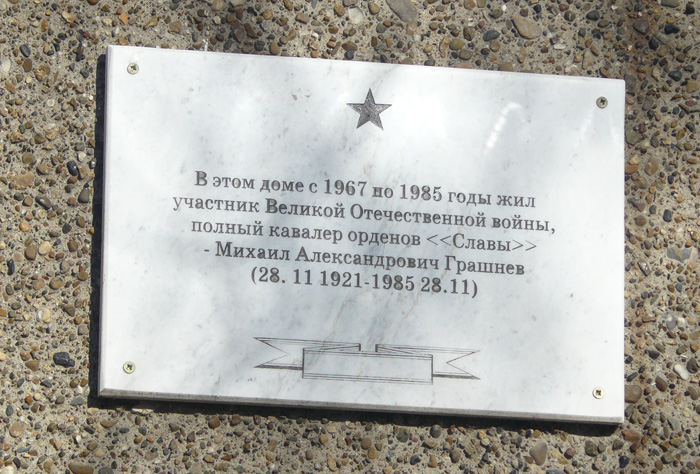 В этом доме с 1967 по 1985 годы жил
участник Великой Отечественной войны,
полный кавалер орденов <<Славы>>
- Михаил Александрович Грашнев
(28. 11 1921-1985 28.11)